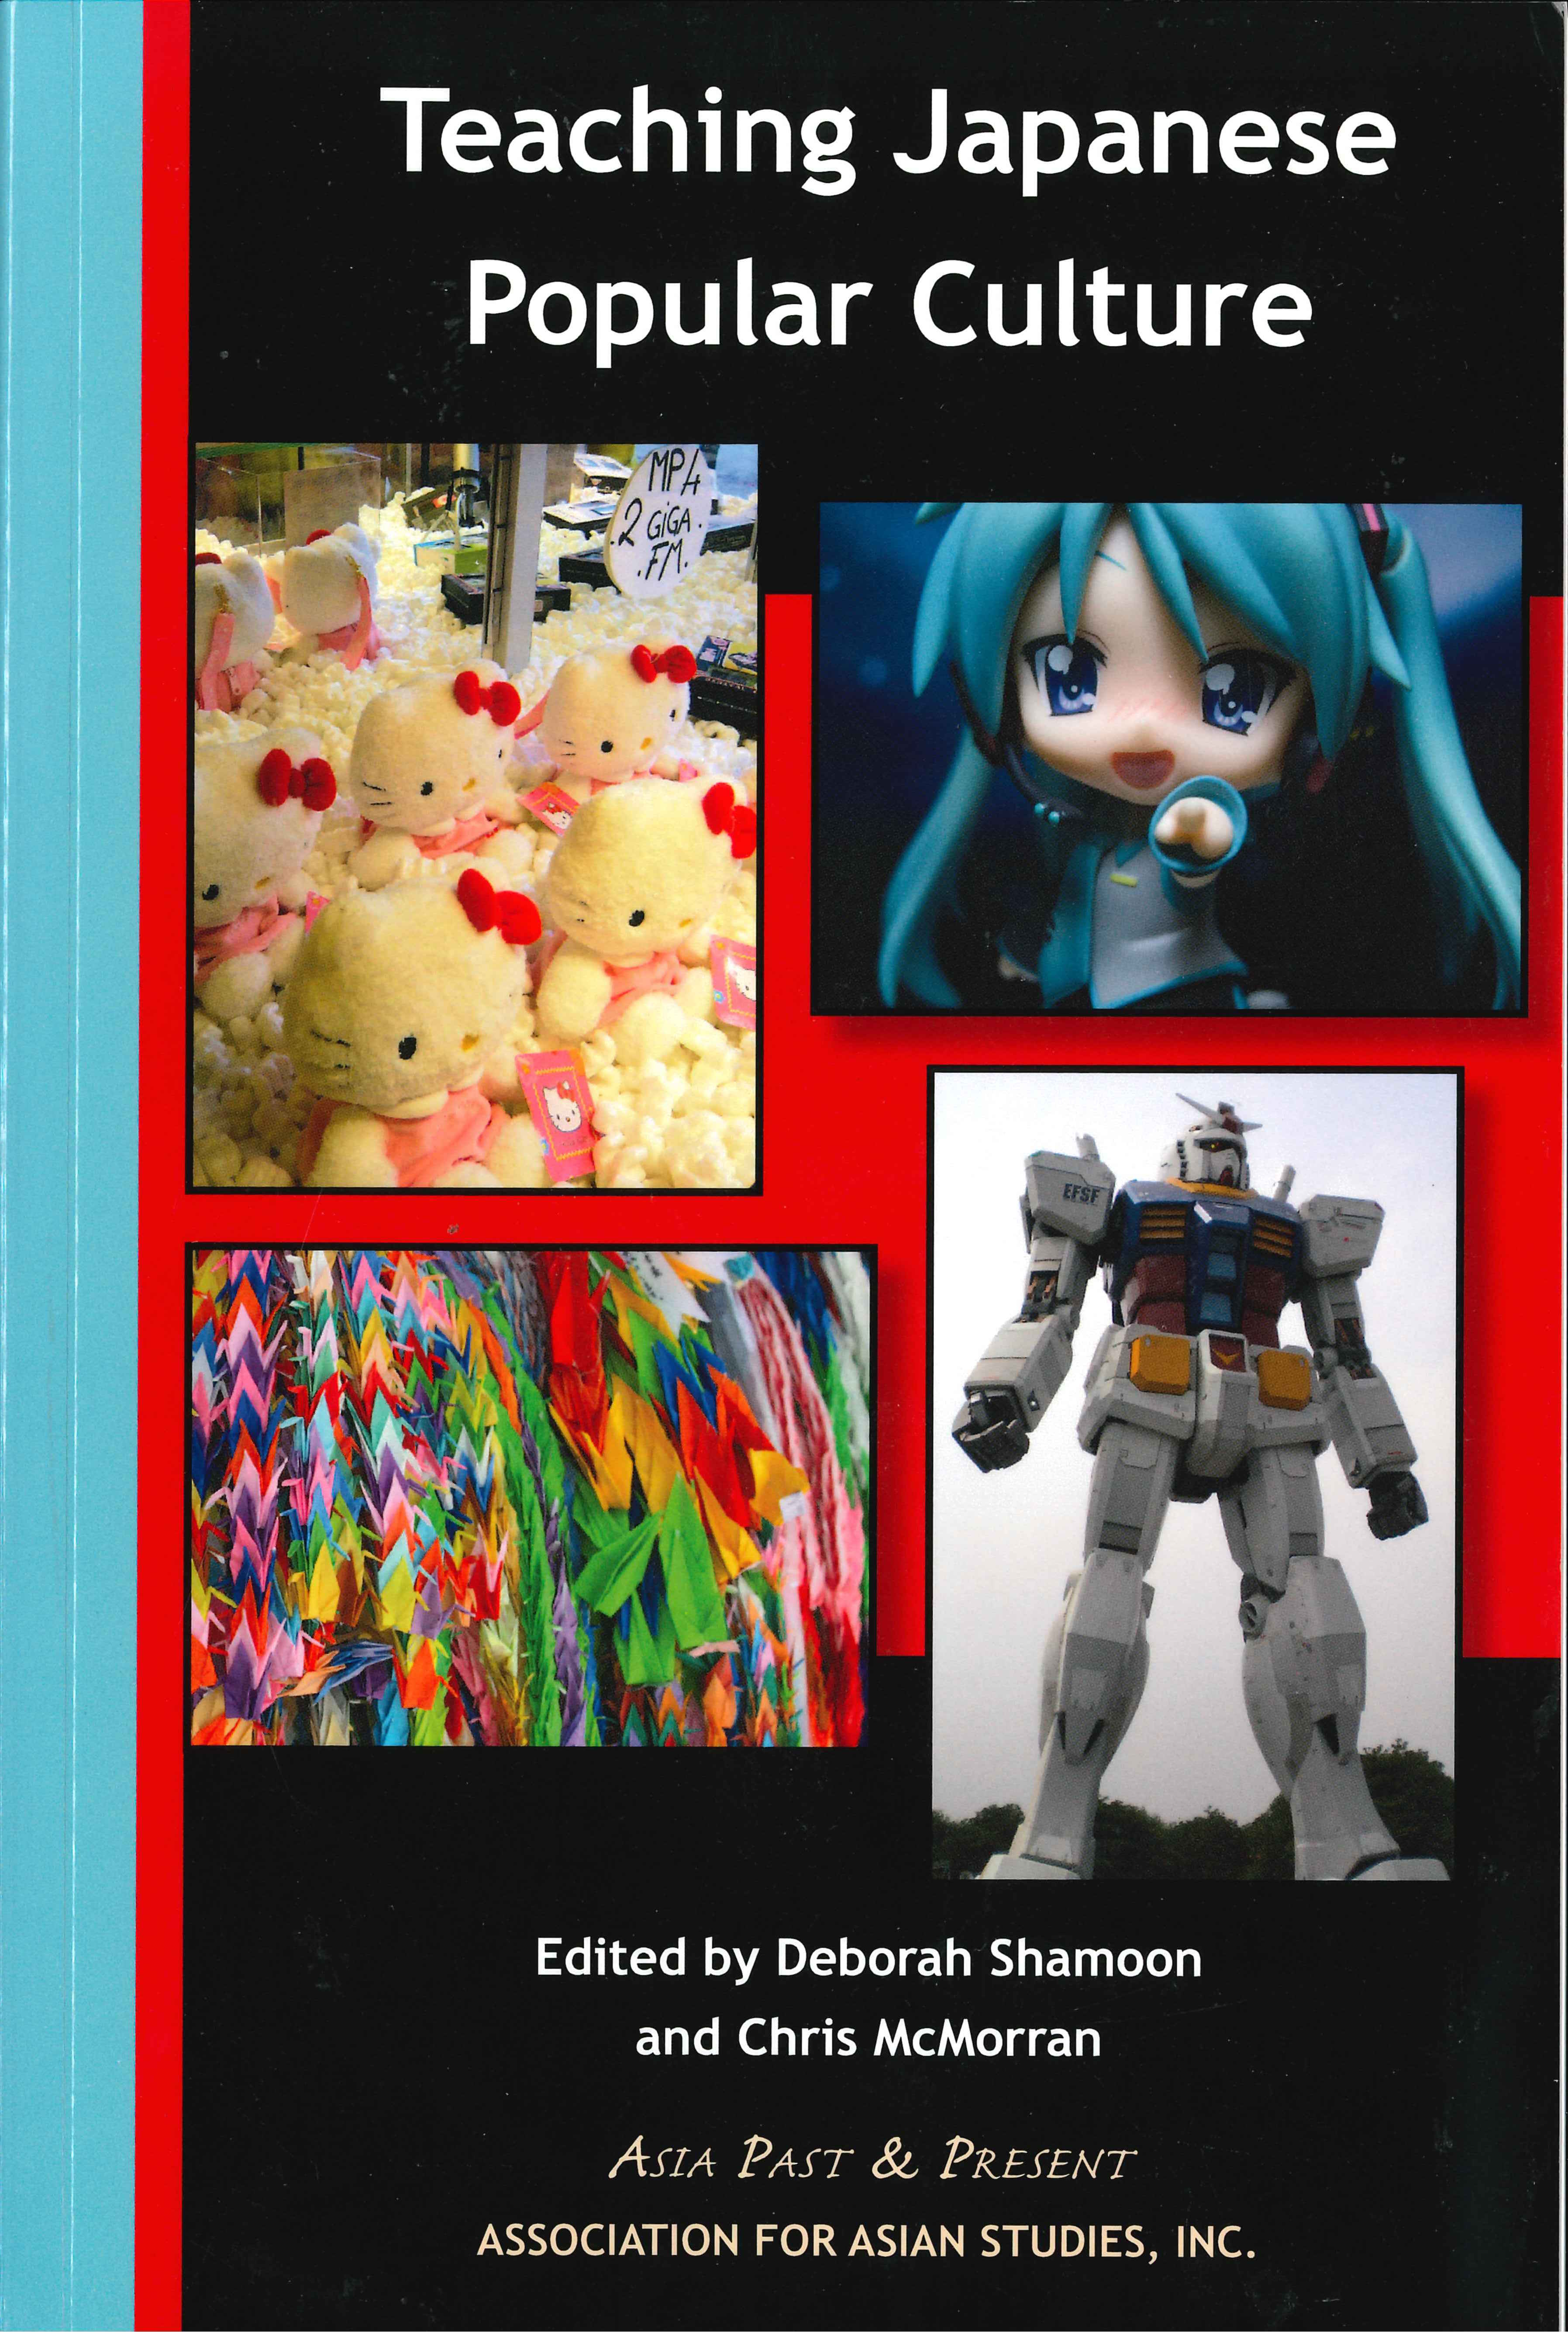 Teaching Japanese
Popular Culture
MP4
2 GiGA.
.FM.
EFSF
Edited by Deborah Shamoon
and Chris McMorran
ASIA PAST & PRESENT
ASSOCIATION FOR ASIAN STUDIES, INC.